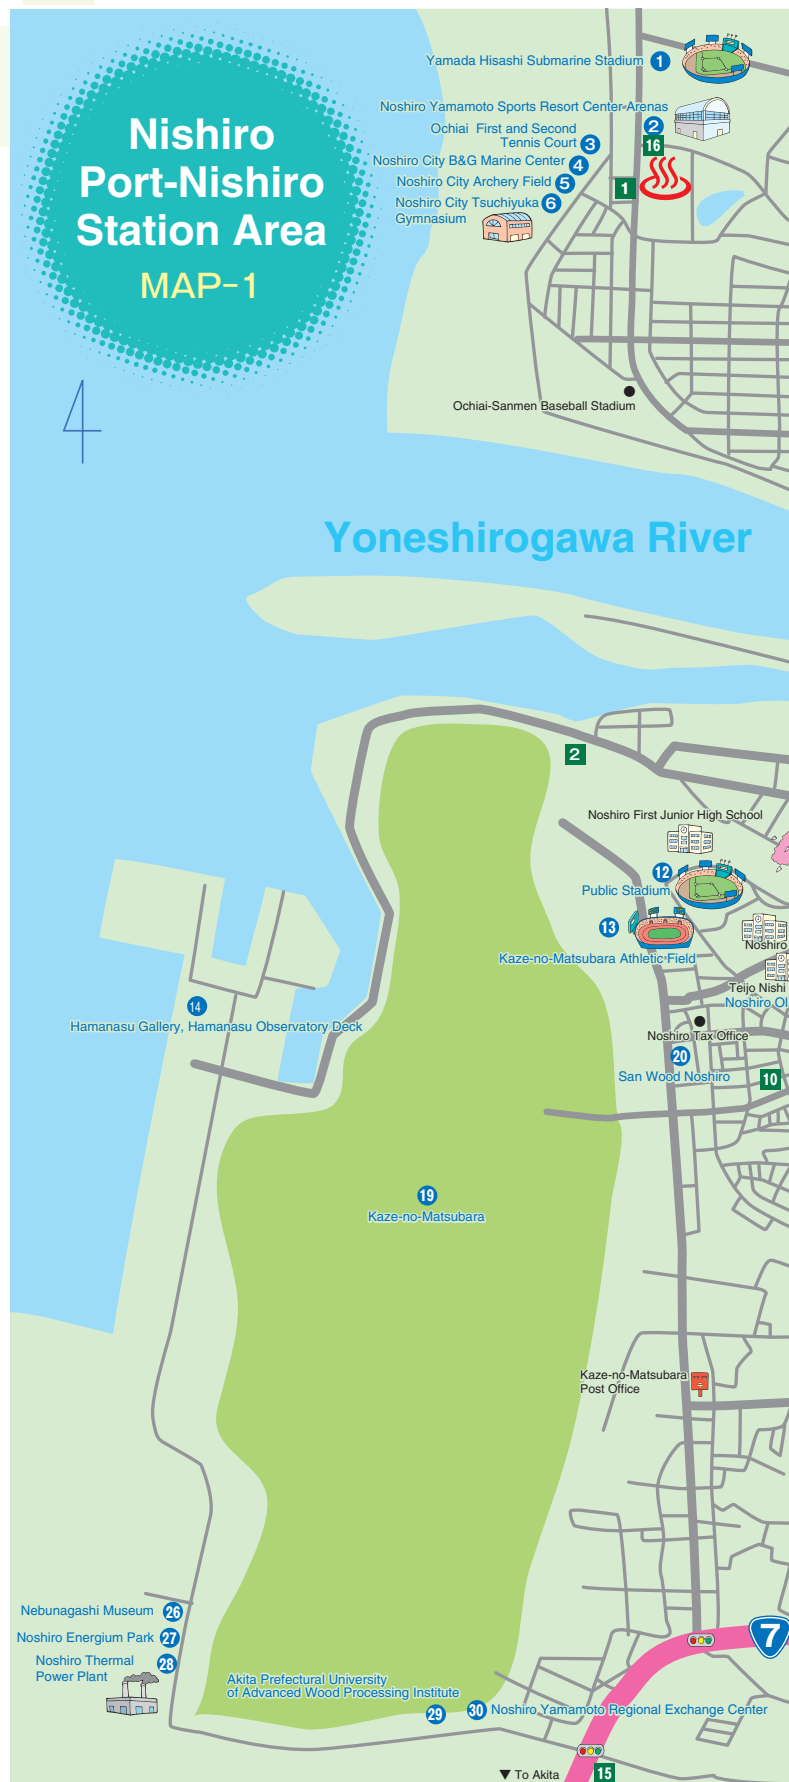 Nishiro
Port-Nishiro
Station Area
MAP-1
4
Yamada Hisashi Submarine Stadium 1
Noshiro Yamamoto Sports Resort Center Arenas
2
Ochiai First and Second
Tennis Court 3
16
Noshiro City B&G Marine Center 4
Noshiro City Archery Field 5
1
Noshiro City Tsuchiyuka 6
Gymnasium
Ochiai-Sanmen Baseball Stadium
Yoneshirogawa River
2
Noshiro First Junior High School
12
Public Stadium
13
Noshiro
Kaze-no-Matsubara Athletic Field
Teijo Nishi
Noshiro Ol
14
Hamanasu Gallery, Hamanasu Observatory Deck
Noshiro Tax Office
20
San Wood Noshiro
10
19
Kaze-no-Matsubara
Kaze-no-Matsubara
Post Office
Nebunagashi Museum 26
Noshiro Energium Park 27
7
Noshiro Thermal
Power Plant
28
Akita Prefectural University
of Advanced Wood Processing Institute
29
30 Noshiro Yamamoto Regional Exchange Center
▼ To Akita
15